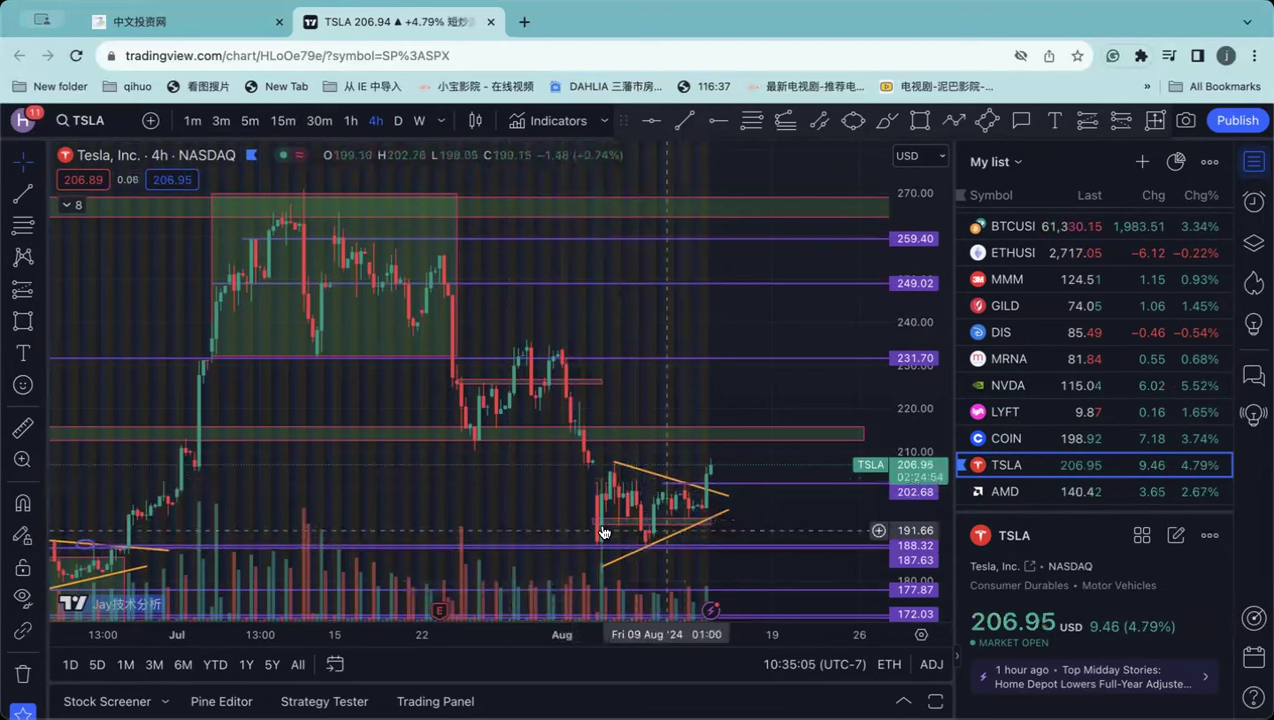 中文投资网
TSLA 206.94 ▲ +4.79% 短炒
tradingview.com/chart/HLoOe79e/?symbol=SP%3ASPX
j
New folder
qihuo
看图摸片
New Tab
从 IE 中导入
小宝影院 - 在线视频
DAHLIA 三藩市房...
116:37
最新电视剧-推荐电...
电视剧-泥巴影院-...
»
All Bookmarks
h
11
TSLA
1m 3m 5m 15m 30m 1h 4h D W
Indicators
Publish
Tesla, Inc. · 4h · NASDAQ
206.89 0.06 206.95
8
USD
270.00
259.40
249.02
240.00
231.70
230.00
220.00
210.00
TSLA 206.95
02:24:54
202.68
191.66
188.32
187.63
180.00
177.87
172.03
Jay技术分析
E
13:00 Jul 13:00 15 22 Aug Fri 09 Aug '24 01:00 19 26
1D 5D 1M 3M 6M YTD 1Y 5Y All
10:35:05 (UTC-7) ETH ADJ
Stock Screener Pine Editor Strategy Tester Trading Panel
My list
Symbol Last Chg Chg%
BTCUSD 61,330.15 1,983.51 3.34%
ETHUSD 2,717.05 −6.12 −0.22%
MMM 124.51 1.15 0.93%
GILD 74.05 1.06 1.45%
DIS 85.49 −0.46 −0.54%
MRNA 81.84 0.55 0.68%
NVDA 115.04 6.02 5.52%
LYFT 9.87 0.16 1.65%
COIN 198.92 7.18 3.74%
TSLA 206.95 9.46 4.79%
AMD 140.42 3.65 2.67%
TSLA
Tesla, Inc. · NASDAQ
Consumer Durables · Motor Vehicles
206.95 USD 9.46 (4.79%)
MARKET OPEN
1 hour ago · Top Midday Stories:
Home Depot Lowers Full-Year Adjuste...